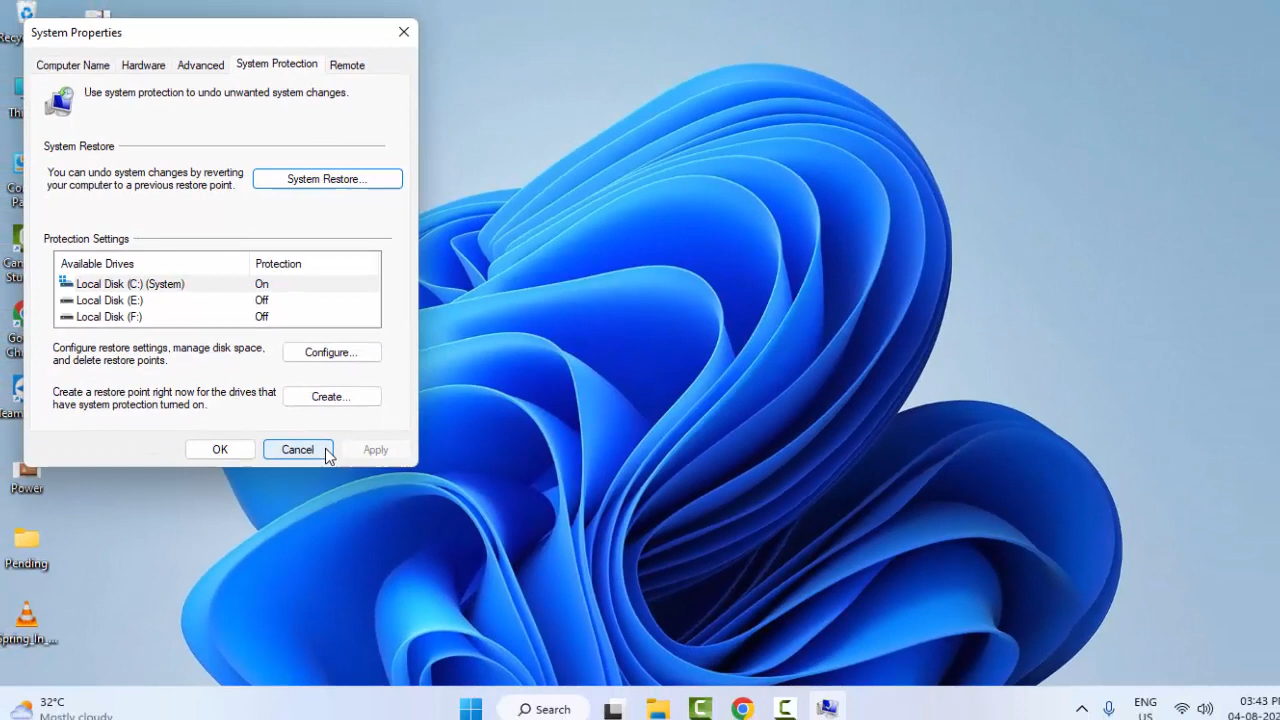 System Properties
Computer Name
Hardware
Advanced
System Protection
Remote
Use system protection to undo unwanted system changes.
System Restore
You can undo system changes by reverting
your computer to a previous restore point.
System Restore...
Protection Settings
Available Drives
Protection
Local Disk (C:) (System)
On
Local Disk (E:)
Off
Local Disk (F:)
Off
Configure restore settings, manage disk space,
and delete restore points.
Configure...
Create a restore point right now for the drives that
have system protection turned on.
Create...
OK
Cancel
Apply
Power
Pending
32°C
Mostly cloudy
Search
ENG
US
03:43 P
04-08-20